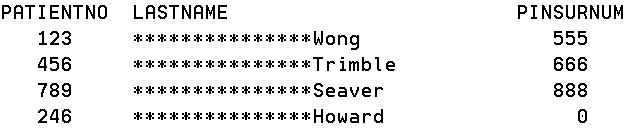 PATIENTNO LASTNAME PINSURNUM
123 ***************Wong 555
456 ***************Trimble 666
789 ***************Seaver 888
246 ***************Howard 0